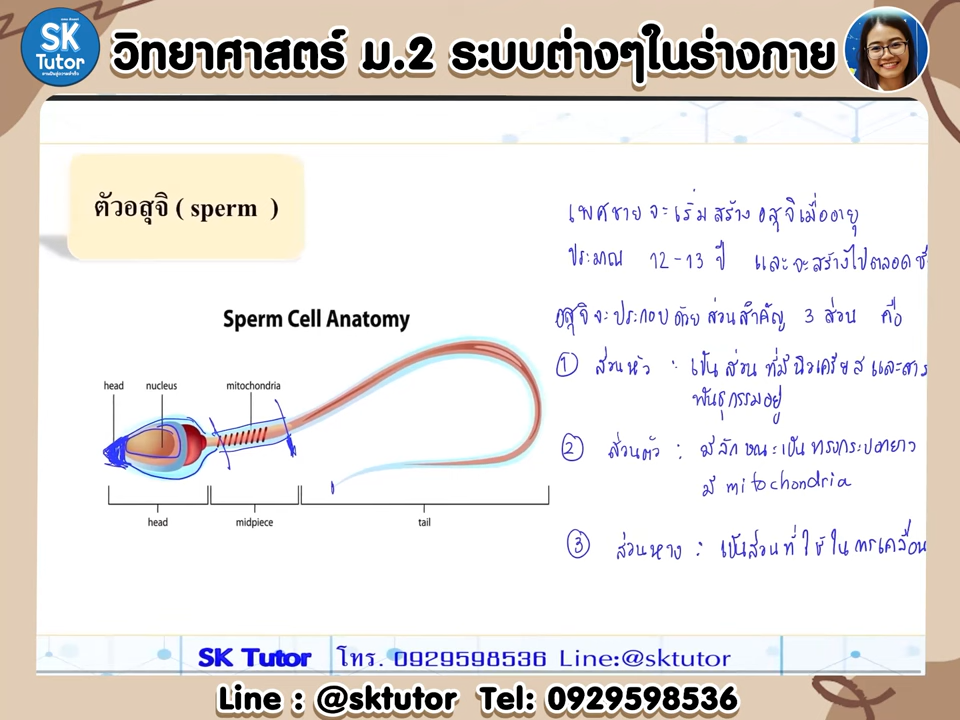 SK
Tutor
วิทยาศาสตร์ ม.2 ระบบต่างๆในร่างกาย
ตัวอสุจิ ( sperm )
เพศชายจะเริ่มสร้างอสุจิเมื่ออายุ
ประมาณ 12-13 ปี และจะสร้างไปตลอดชี
อสุจิจะประกอบด้วยส่วนสำคัญ 3 ส่วน คือ
① ส่วนหัว : เป็นส่วนที่มีนิวเครียสและสาร
พันธุกรรมอยู่
② ส่วนตัว : มีลักษณะเป็นทรงกระบอกยาว
มี mitochondria
③ ส่วนหาง : เป็นส่วนที่ใช้ในการเคลื่อน
Sperm Cell Anatomy
head nucleus mitochondria
head midpiece tail
SK Tutor โทร. 0929598536 Line:@sktutor
Line : @sktutor Tel: 0929598536